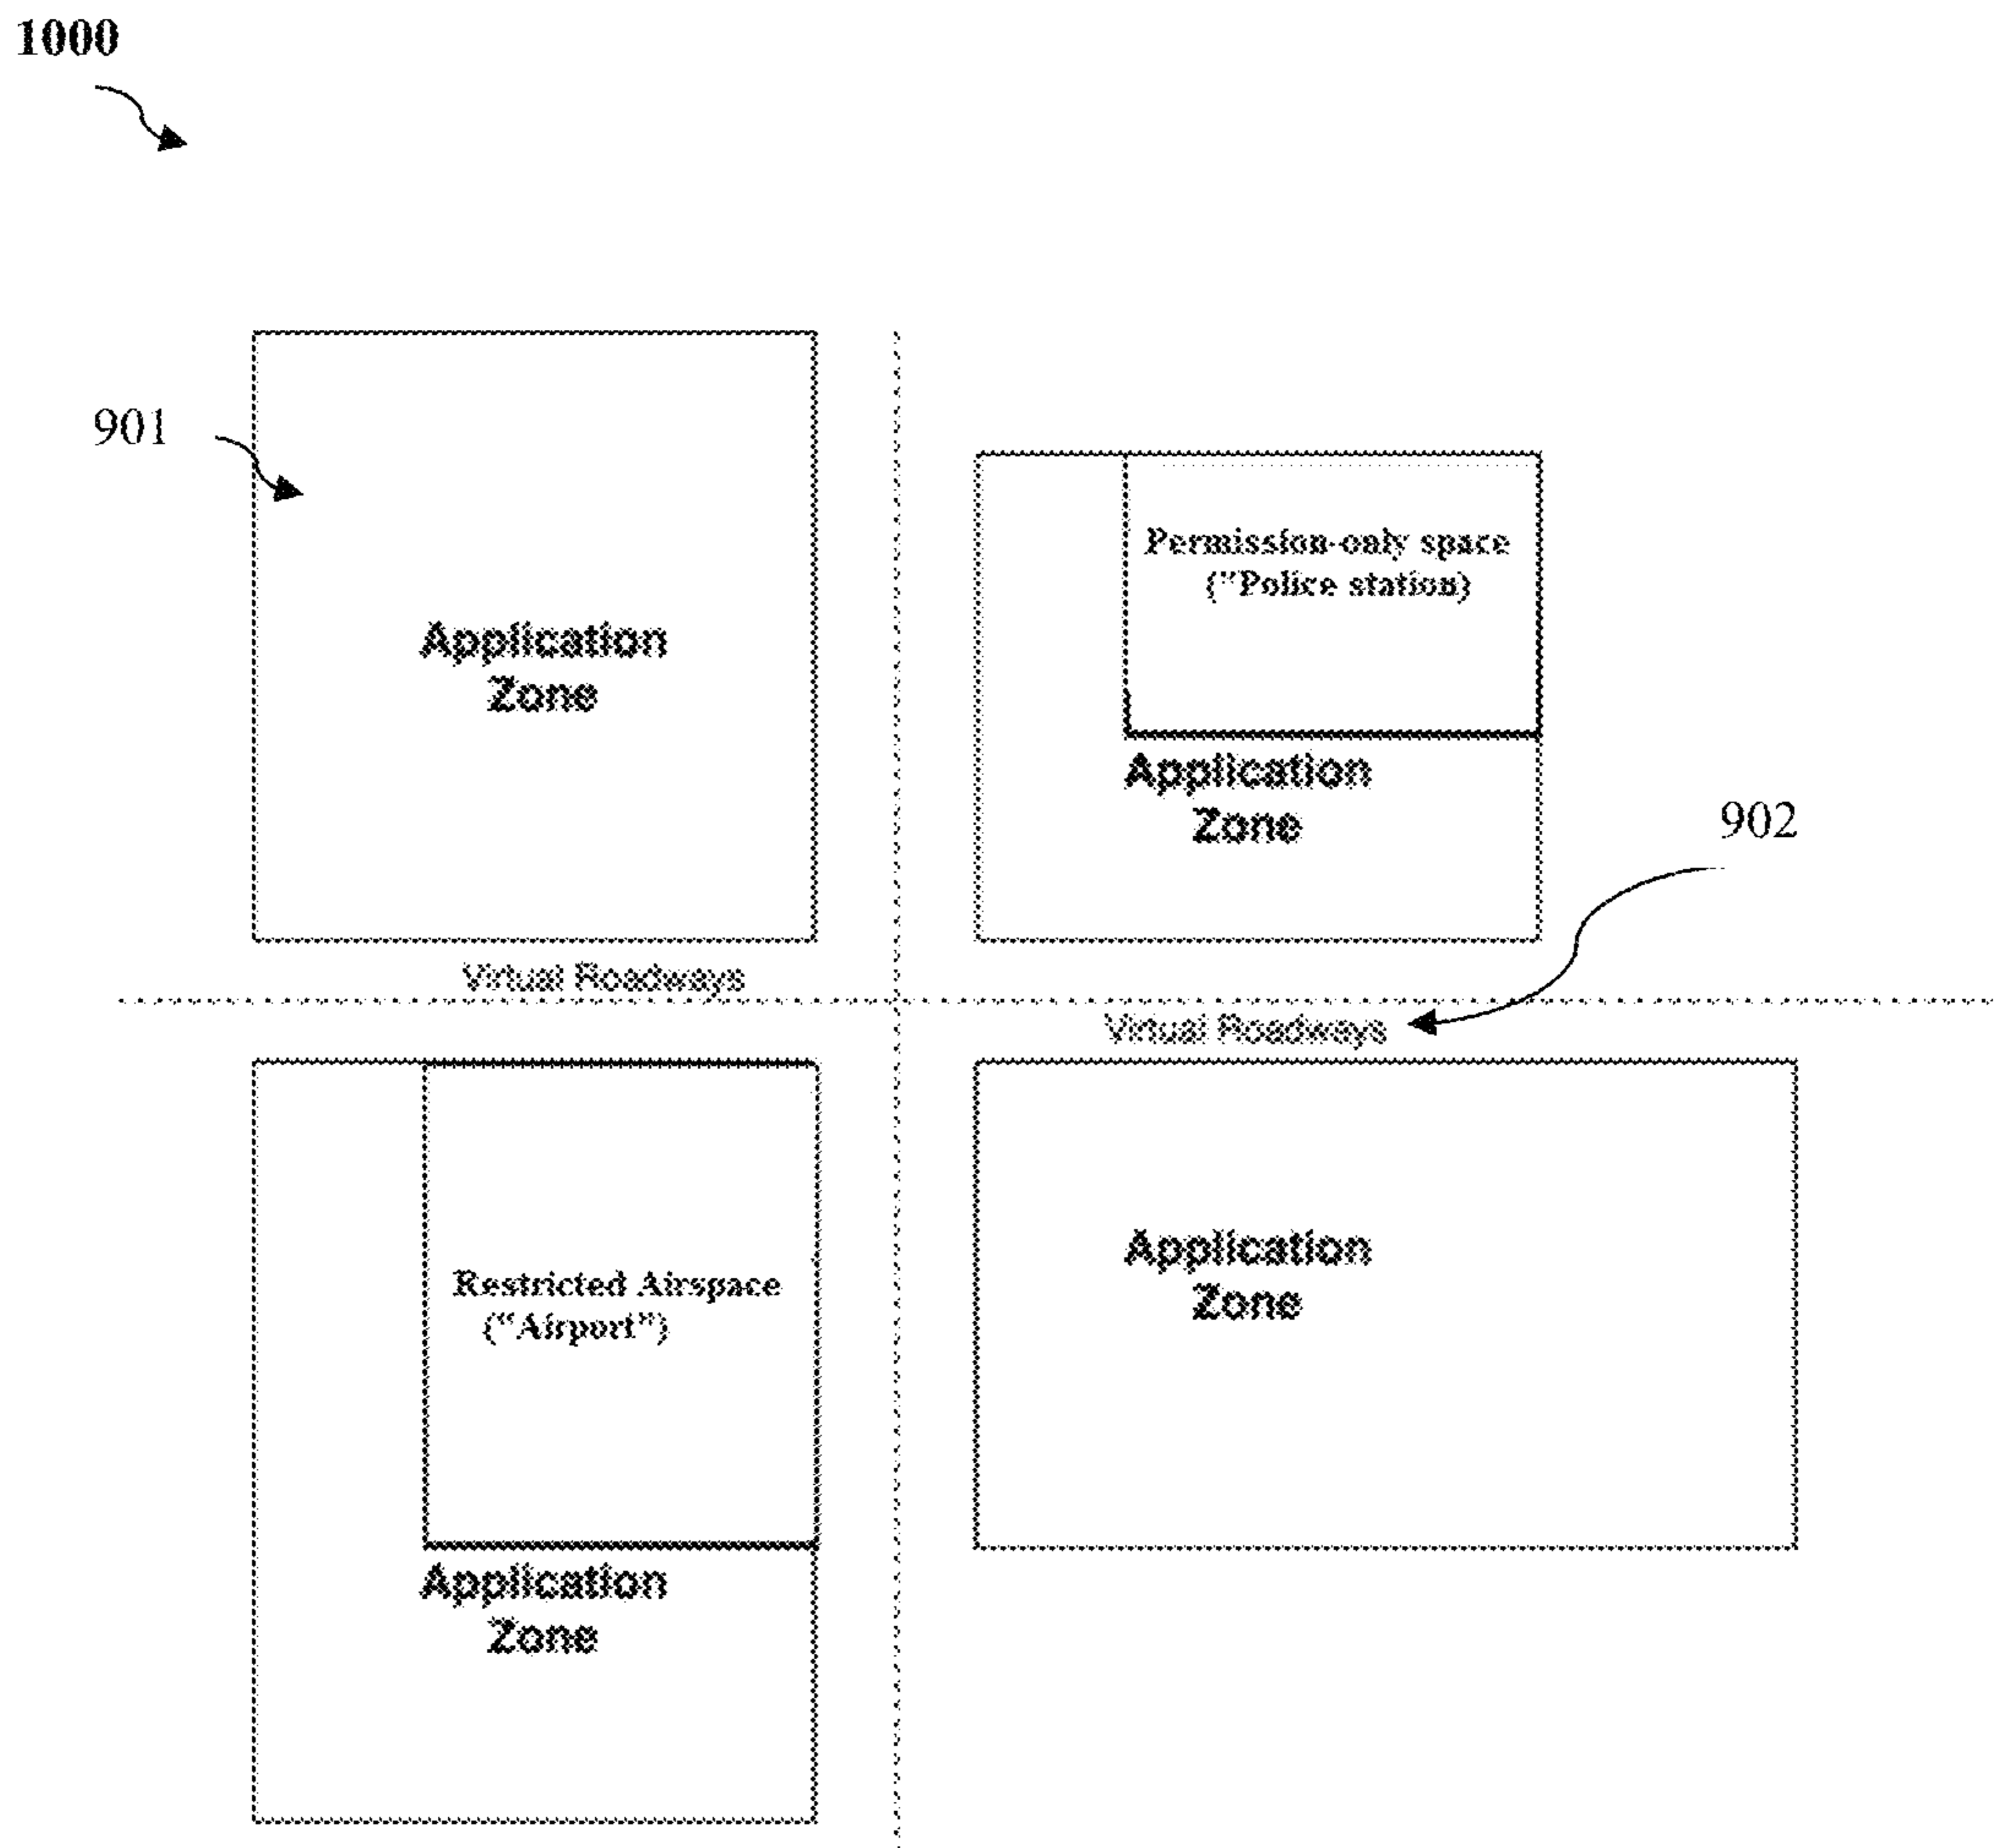 1000
901
Application
Zone
Permission-only space
("Police station)
Application
Zone
902
Virtual Roadways
Virtual Roadways
Restricted Airspace
(“Airport”)
Application
Zone
Application
Zone